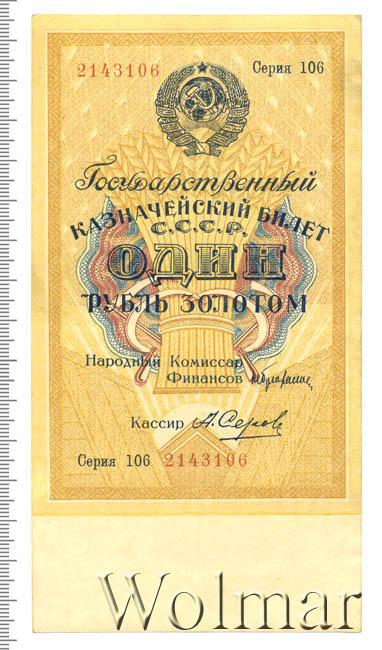 2143106 Серия 106
Государственный
КАЗНАЧЕЙСКИЙ БИЛЕТ
С.С.С.Р.
ОДИН
РУБЛЬ ЗОЛОТОМ
Народный Комиссар
Финансов
Кассир А. Серов
Серия 106 2143106
Wolmar